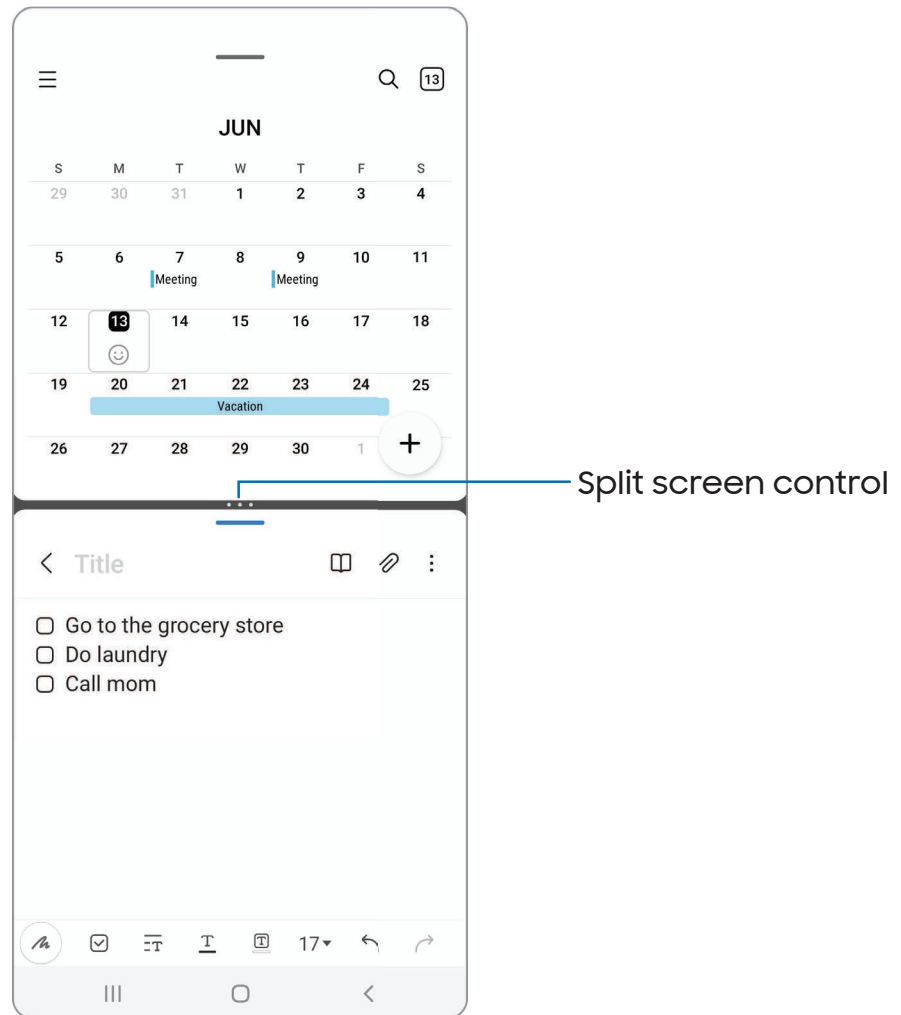 13
JUN
S M T W T F S
29 30 31 1 2 3 4
5 6 7 8 9 10 11
Meeting Meeting
12 13 14 15 16 17 18
19 20 21 22 23 24 25
Vacation
26 27 28 29 30 1
Split screen control
Title
Go to the grocery store
Do laundry
Call mom
T T T 17